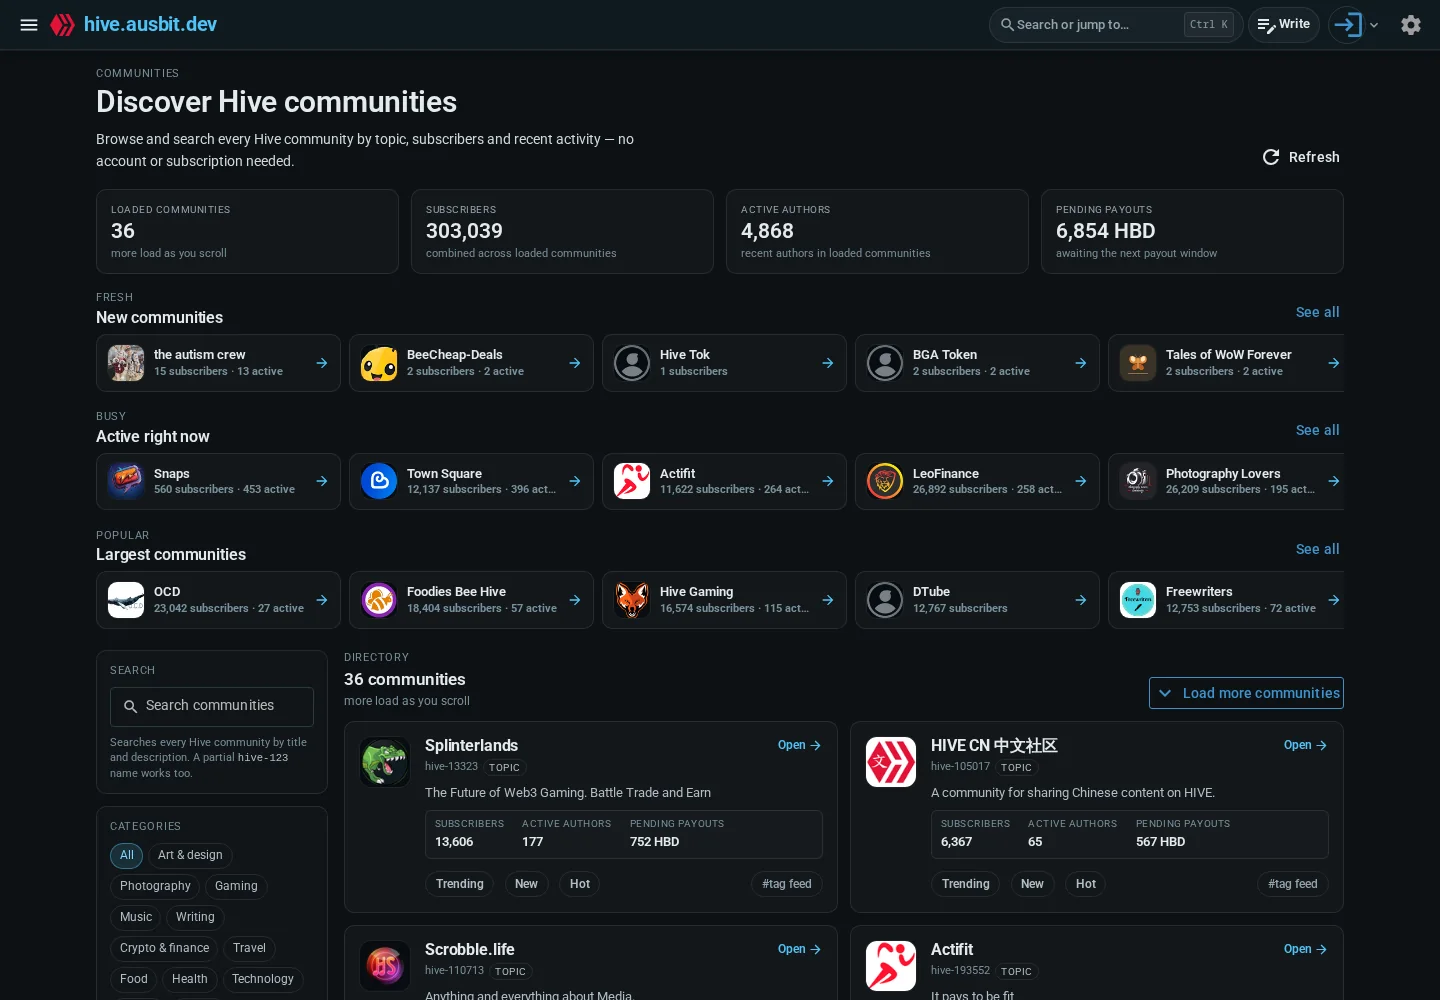 hive.ausbit.dev
Search or jump to…
Ctrl K
Write
COMMUNITIES
Discover Hive communities
Browse and search every Hive community by topic, subscribers and recent activity — no
account or subscription needed.
Refresh
LOADED COMMUNITIES
36
more load as you scroll
SUBSCRIBERS
303,039
combined across loaded communities
ACTIVE AUTHORS
4,868
recent authors in loaded communities
PENDING PAYOUTS
6,854 HBD
awaiting the next payout window
FRESH
New communities
See all
the autism crew
15 subscribers · 13 active
BeeCheap-Deals
2 subscribers · 2 active
Hive Tok
1 subscribers
BGA Token
2 subscribers · 2 active
Tales of WoW Forever
2 subscribers · 2 active
BUSY
Active right now
See all
Snaps
560 subscribers · 453 active
Town Square
12,137 subscribers · 396 act…
Actifit
11,622 subscribers · 264 act…
LeoFinance
26,892 subscribers · 258 act…
Photography Lovers
26,209 subscribers · 195 act…
POPULAR
Largest communities
See all
OCD
23,042 subscribers · 27 active
Foodies Bee Hive
18,404 subscribers · 57 active
Hive Gaming
16,574 subscribers · 115 act…
DTube
12,767 subscribers
Freewriters
12,753 subscribers · 72 active
SEARCH
Search communities
Searches every Hive community by title
and description. A partial hive-123
name works too.
CATEGORIES
All
Art & design
Photography
Gaming
Music
Writing
Crypto & finance
Travel
Food
Health
Technology
DIRECTORY
36 communities
more load as you scroll
Load more communities
Splinterlands
Open
hive-13323
TOPIC
The Future of Web3 Gaming. Battle Trade and Earn
SUBSCRIBERS
13,606
ACTIVE AUTHORS
177
PENDING PAYOUTS
752 HBD
Trending
New
Hot
#tag feed
文
HIVE CN 中文社区
Open
hive-105017
TOPIC
A community for sharing Chinese content on HIVE.
SUBSCRIBERS
6,367
ACTIVE AUTHORS
65
PENDING PAYOUTS
567 HBD
Trending
New
Hot
#tag feed
HS
Scrobble.life
Open
hive-110713
TOPIC
Anything and everything about Media.
Actifit
Open
hive-193552
TOPIC
It pays to be fit